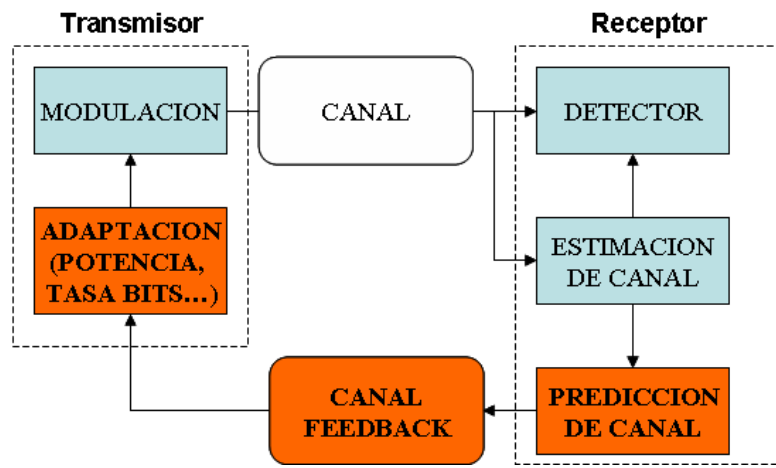 Transmisor
Receptor
MODULACION
CANAL
DETECTOR
ADAPTACION
(POTENCIA,
TASA BITS...)
ESTIMACION
DE CANAL
CANAL
FEEDBACK
PREDICCION
DE CANAL